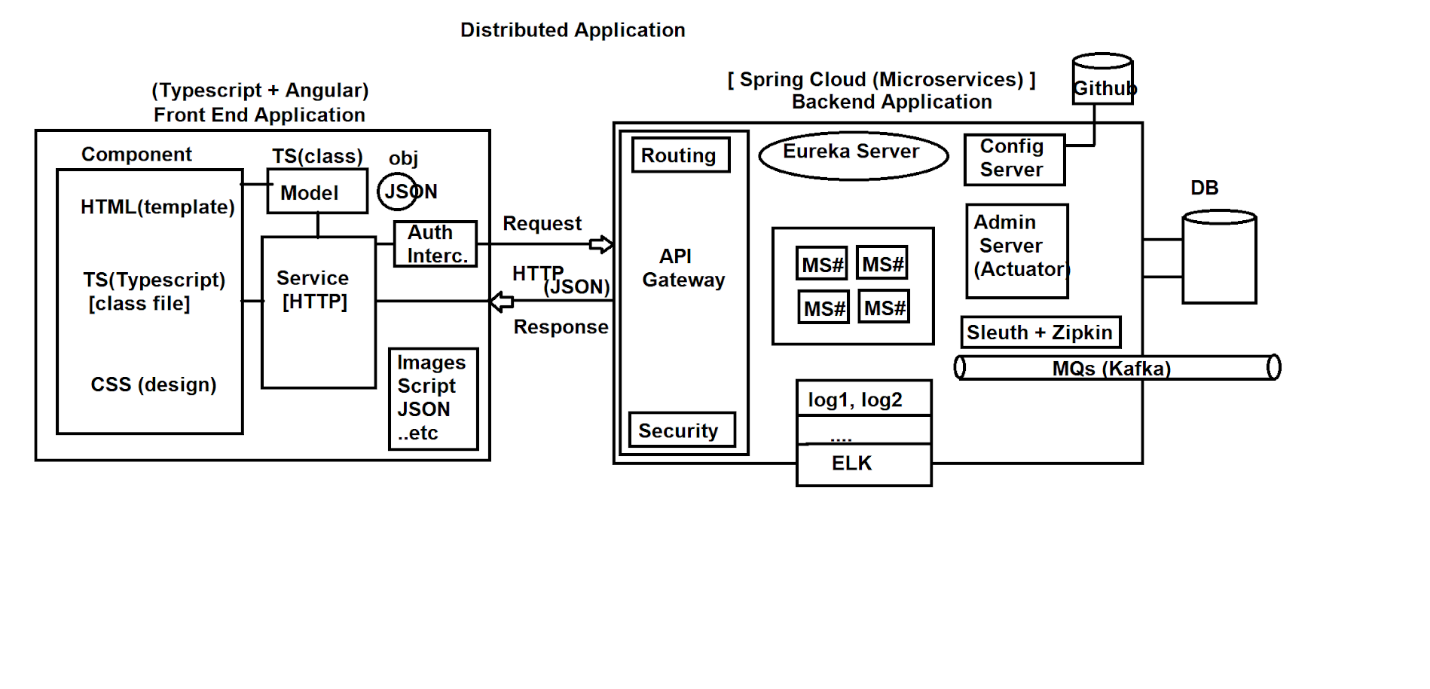 Distributed Application
(Typescript + Angular)
Front End Application
Component
HTML(template)
TS(Typescript)
[class file]
CSS (design)
TS(class)
Model
obj
JSON
Service
[HTTP]
Auth
Interc.
Images
Script
JSON
..etc
Request
HTTP
(JSON)
Response
[ Spring Cloud (Microservices) ]
Backend Application
Github
Routing
API
Gateway
Security
Eureka Server
Config
Server
MS#
MS#
MS#
MS#
Admin
Server
(Actuator)
Sleuth + Zipkin
MQs (Kafka)
log1, log2
....
ELK
DB